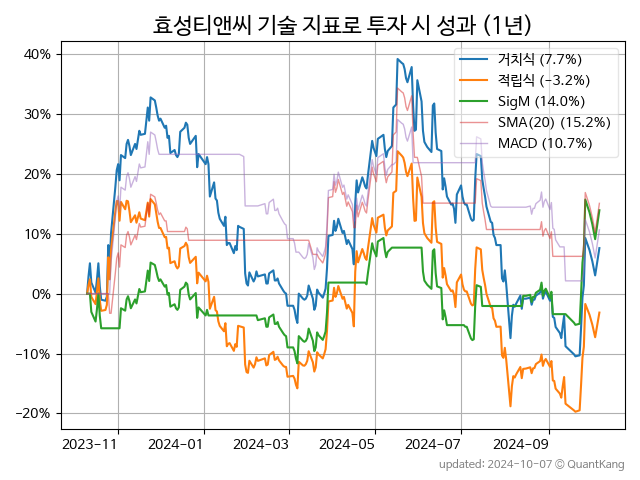 효성티앤씨 기술 지표로 투자 시 성과 (1년)
40%
30%
20%
10%
0%
−10%
−20%
거치식 (7.7%)
적립식 (−3.2%)
SigM (14.0%)
SMA(20) (15.2%)
MACD (10.7%)
2023−11
2024−01
2024−03
2024−05
2024−07
2024−09
updated: 2024−10−07 © QuantKang